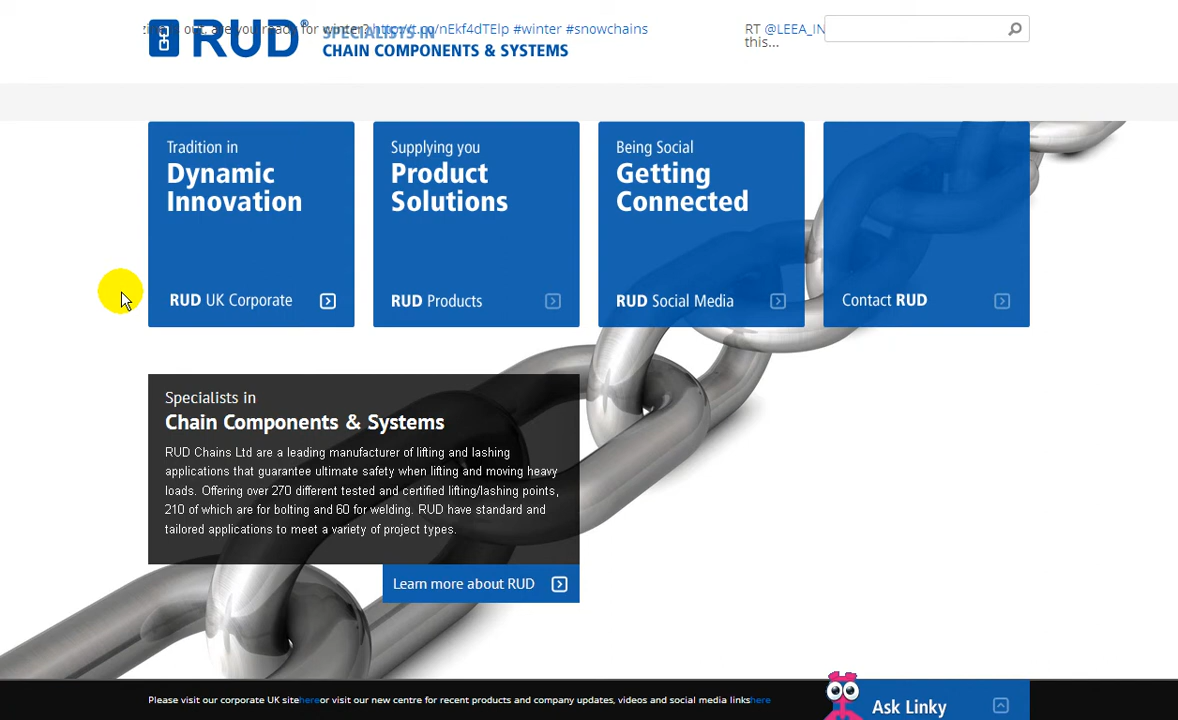 out, are you ready for winter? http://t.co/nEkf4dTElp #winter #snowchains
RT @LEEA_IN
this...
RUD®
SPECIALISTS IN
CHAIN COMPONENTS & SYSTEMS
Tradition in
Dynamic
Innovation
RUD UK Corporate
Supplying you
Product
Solutions
RUD Products
Being Social
Getting
Connected
RUD Social Media
Contact RUD
Specialists in
Chain Components & Systems
RUD Chains Ltd are a leading manufacturer of lifting and lashing
applications that guarantee ultimate safety when lifting and moving heavy
loads. Offering over 270 different tested and certified lifting/lashing points,
210 of which are for bolting and 60 for welding. RUD have standard and
tailored applications to meet a variety of project types.
Learn more about RUD
Please visit our corporate UK sitehereor visit our new centre for recent products and company updates, videos and social media linkshere
Ask Linky